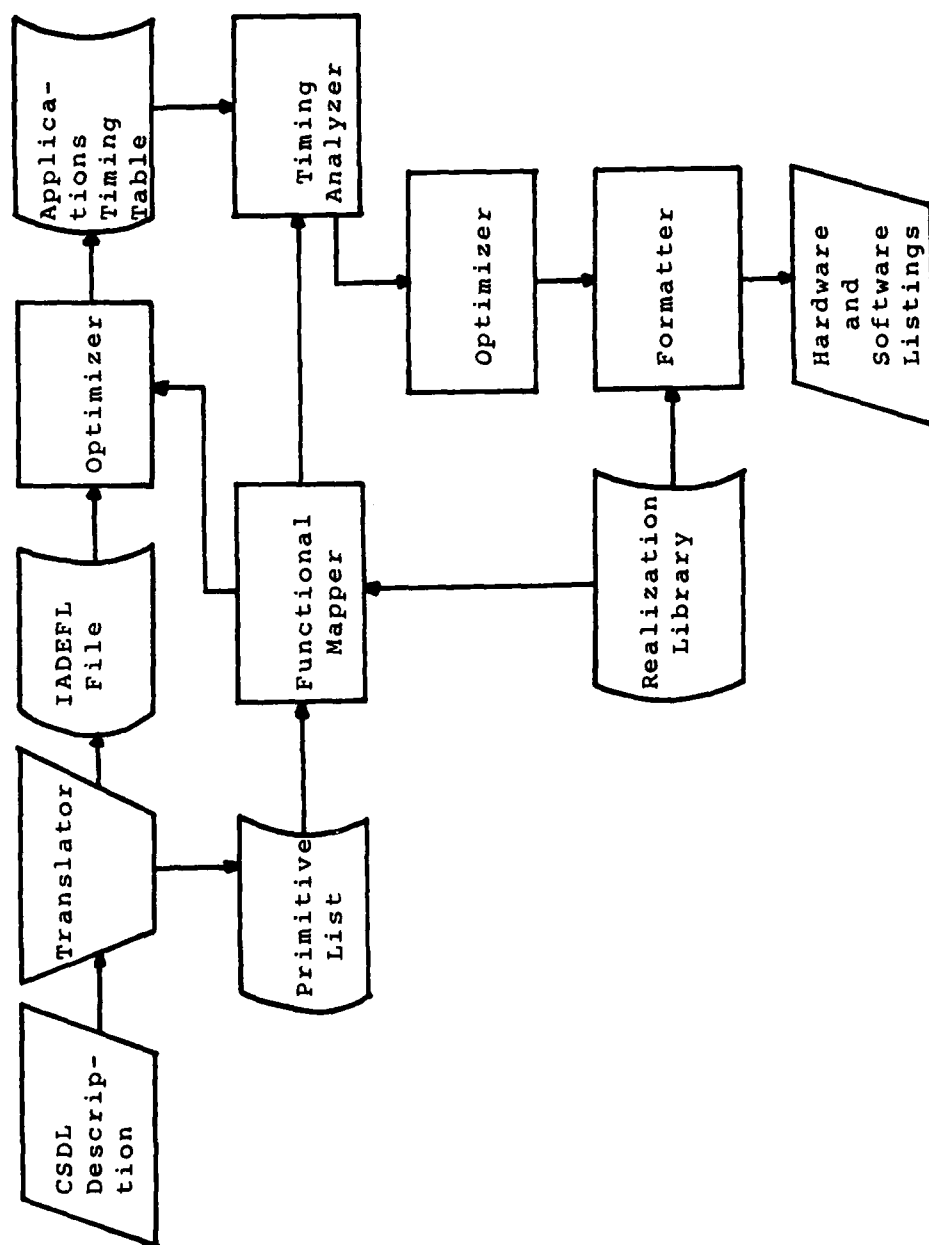 CSDL
Descrip-
tion
Translator
IADEFL
File
Optimizer
Applica-
tions
Timing
Table
Primitive
List
Functional
Mapper
Timing
Analyzer
Optimizer
Realization
Library
Formatter
Hardware
and
Software
Listings